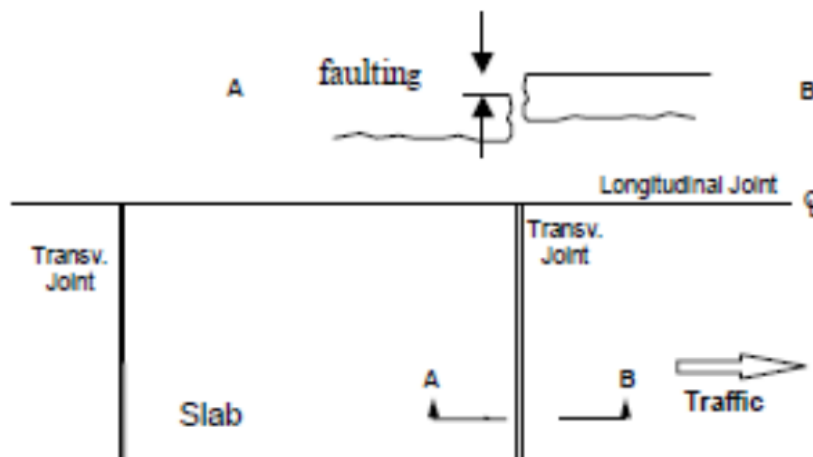 faulting
A
B
Longitudinal Joint
℄
Transv.
Joint
Transv.
Joint
A
B
Slab
Traffic